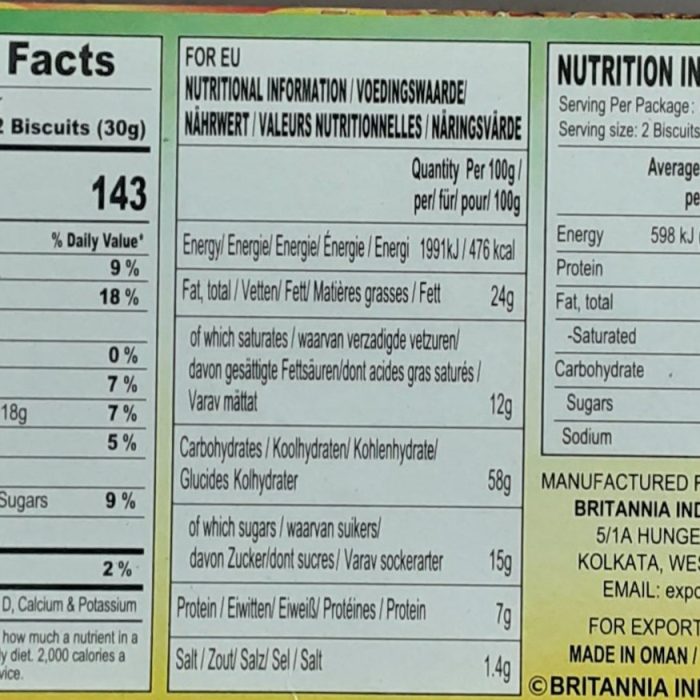 Facts
2 Biscuits (30g)
143
% Daily Value*
9 %
18 %
0 %
7 %
18g 7 %
5 %
Sugars 9 %
2 %
D, Calcium & Potassium
how much a nutrient in a
diet. 2,000 calories a
FOR EU
NUTRITIONAL INFORMATION / VOEDINGSWAARDE/
NÄHRWERT / VALEURS NUTRITIONNELLES / NÄRINGSVÄRDE
Quantity Per 100g /
per/ für/ pour/ 100g
Energy/ Energie/ Energie/ Énergie / Energi 1991kJ / 476 kcal
Fat, total / Vetten/ Fett/ Matières grasses / Fett 24g
of which saturates / waarvan verzadigde vetzuren/
davon gesättigte Fettsäuren/dont acides gras saturés /
Varav mättat 12g
Carbohydrates / Koolhydraten/ Kohlenhydrate/
Glucides Kolhydrater 58g
of which sugars / waarvan suikers/
davon Zucker/dont sucres/ Varav sockerarter 15g
Protein / Eiwitten/ Eiweiß/ Protéines / Protein 7g
Salt / Zout/ Salz/ Sel / Salt 1.4g
NUTRITION IN
Serving Per Package:
Serving size: 2 Biscuits
Average
pe
Energy 598 kJ
Protein
Fat, total
-Saturated
Carbohydrate
Sugars
Sodium
MANUFACTURED F
BRITANNIA IND
5/1A HUNGE
KOLKATA, WES
EMAIL: expo
FOR EXPORT
MADE IN OMAN /
©BRITANNIA IN